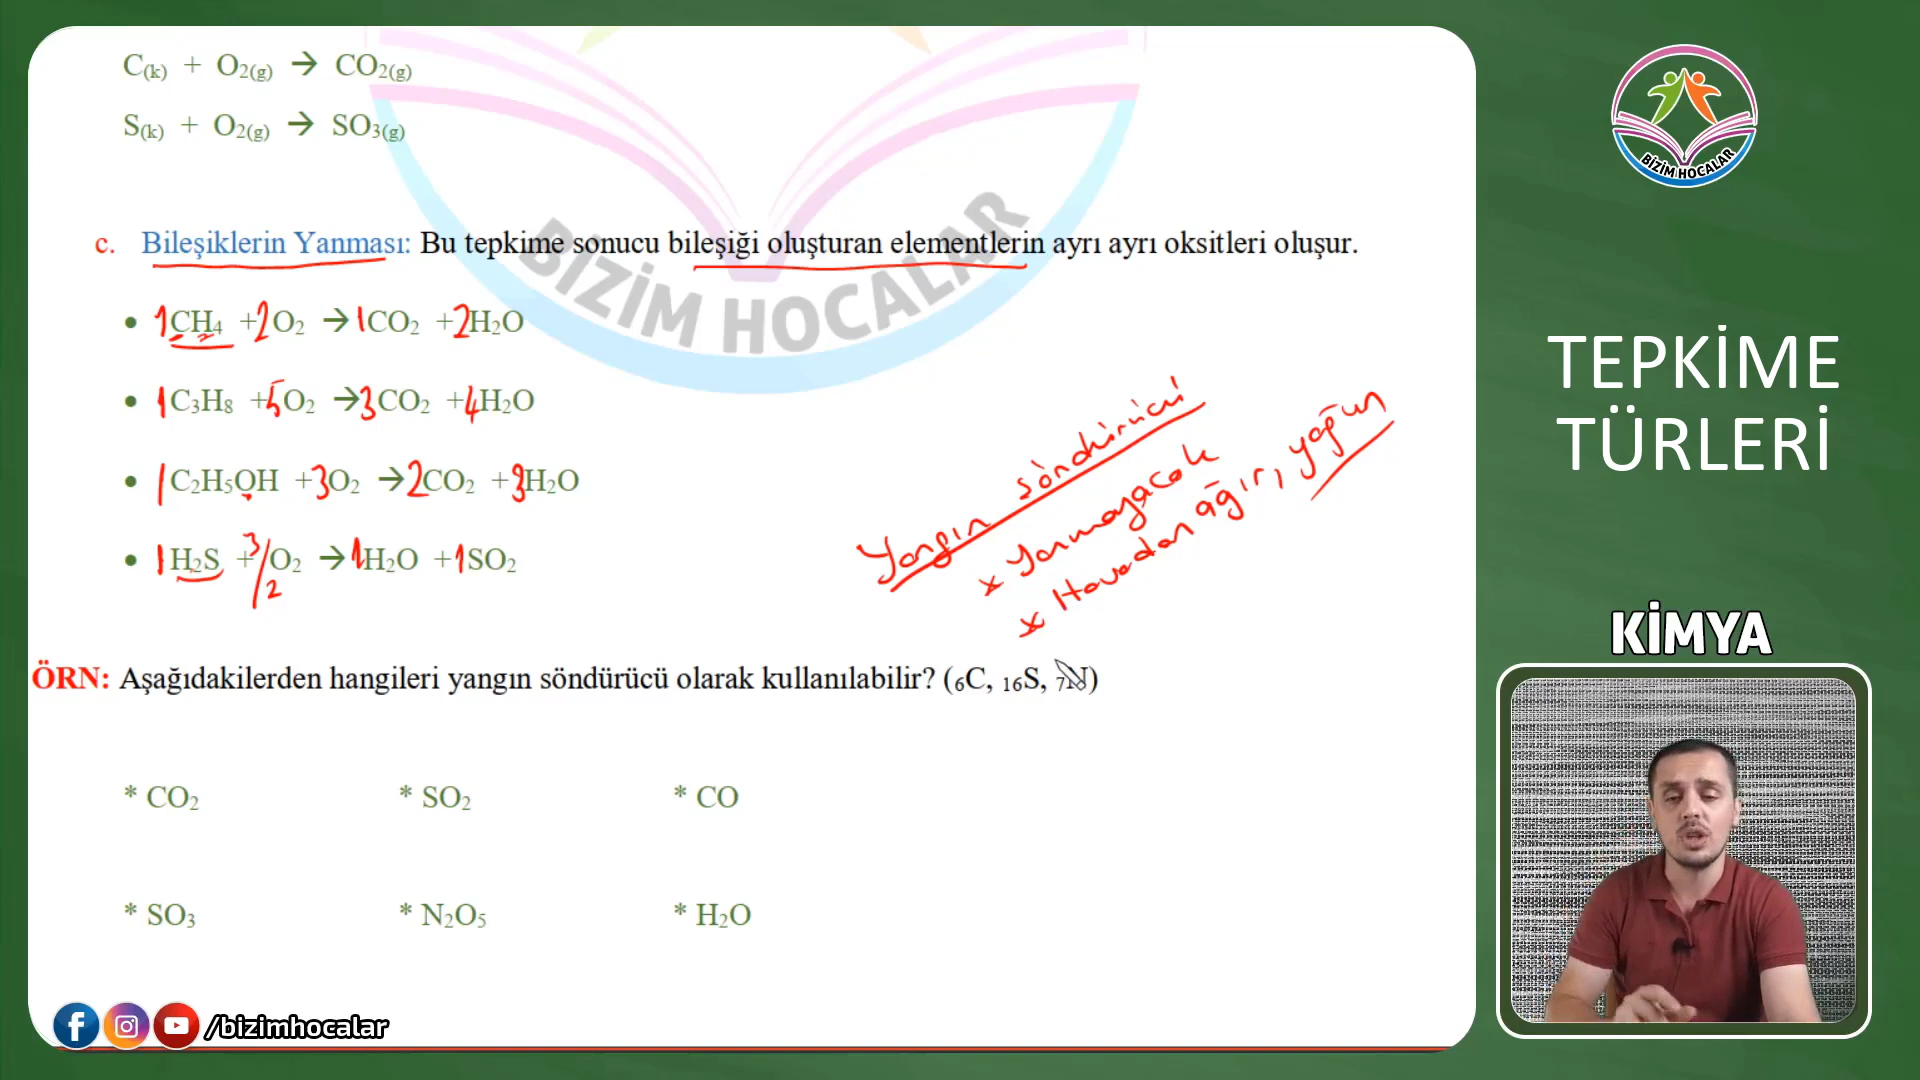 C(k) + O2(g) → CO2(g)
S(k) + O2(g) → SO3(g)
c. Bileşiklerin Yanması: Bu tepkime sonucu bileşiği oluşturan elementlerin ayrı ayrı oksitleri oluşur.
• 1CH4 + 2O2 → 1CO2 + 2H2O
• 1C3H8 + 5O2 → 3CO2 + 4H2O
• 1C2H5OH + 3O2 → 2CO2 + 3H2O
• 1H2S + 3/2O2 → 1H2O + 1SO2
Yangın söndürücü
x Yanmayacak
x Havadan ağır, yoğun
ÖRN: Aşağıdakilerden hangileri yangın söndürücü olarak kullanılabilir? (6C, 16S, 7N)
* CO2 * SO2 * CO
* SO3 * N2O5 * H2O
BİZİM HOCALAR
/bizimhocalar
BİZİM HOCALAR
TEPKİME
TÜRLERİ
KİMYA